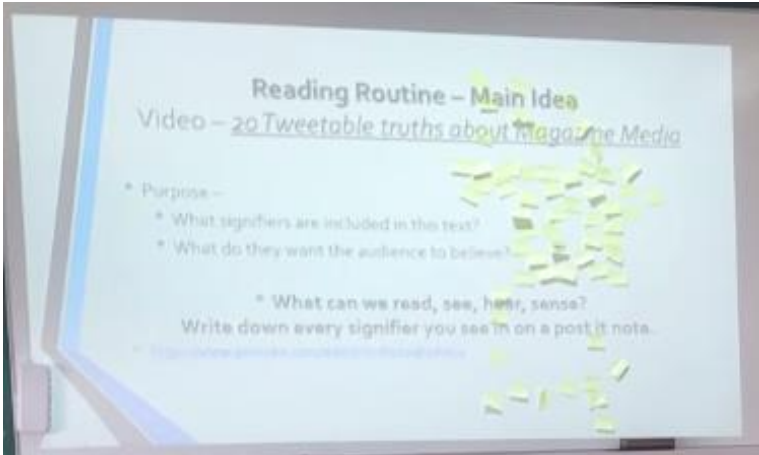 Reading Routine – Main Idea
Video – 20 Tweetable truths about Magazine Media
* Purpose –
* What signifiers are included in this text?
* What do they want the audience to believe?
* What can we read, see, hear, sense?
Write down every signifier you see in on a post it note.